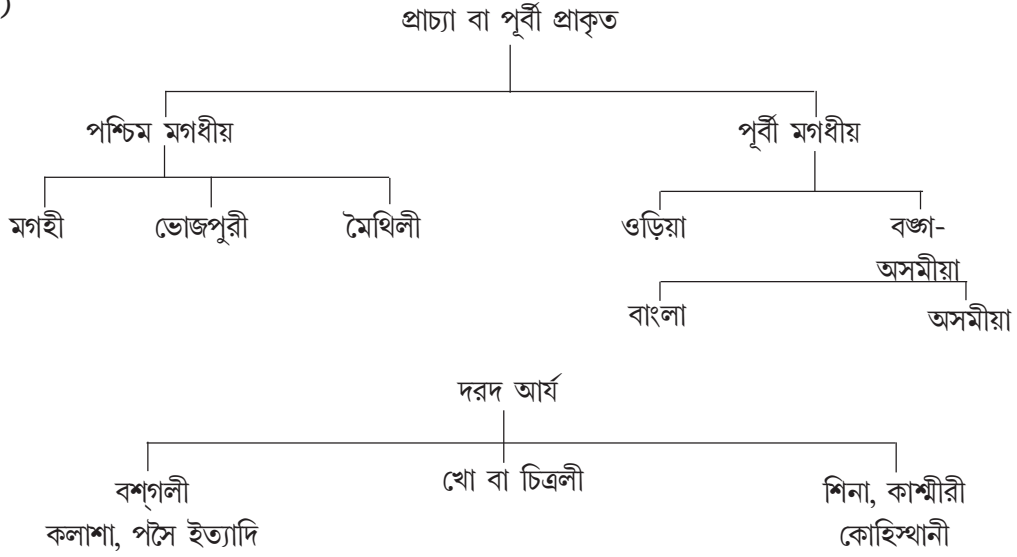 )
প্রাচ্যা বা পূর্বী প্রাকৃত
পশ্চিম মগধীয় পূর্বী মগধীয়
মগহী ভোজপুরী মৈথিলী ওড়িয়া বঙ্গ-
অসমীয়া
বাংলা অসমীয়া
দরদ আর্য
বশ্‌গলী খো বা চিত্রলী শিনা, কাশ্মীরী
কলাশা, পসৈ ইত্যাদি কোহিস্থানী